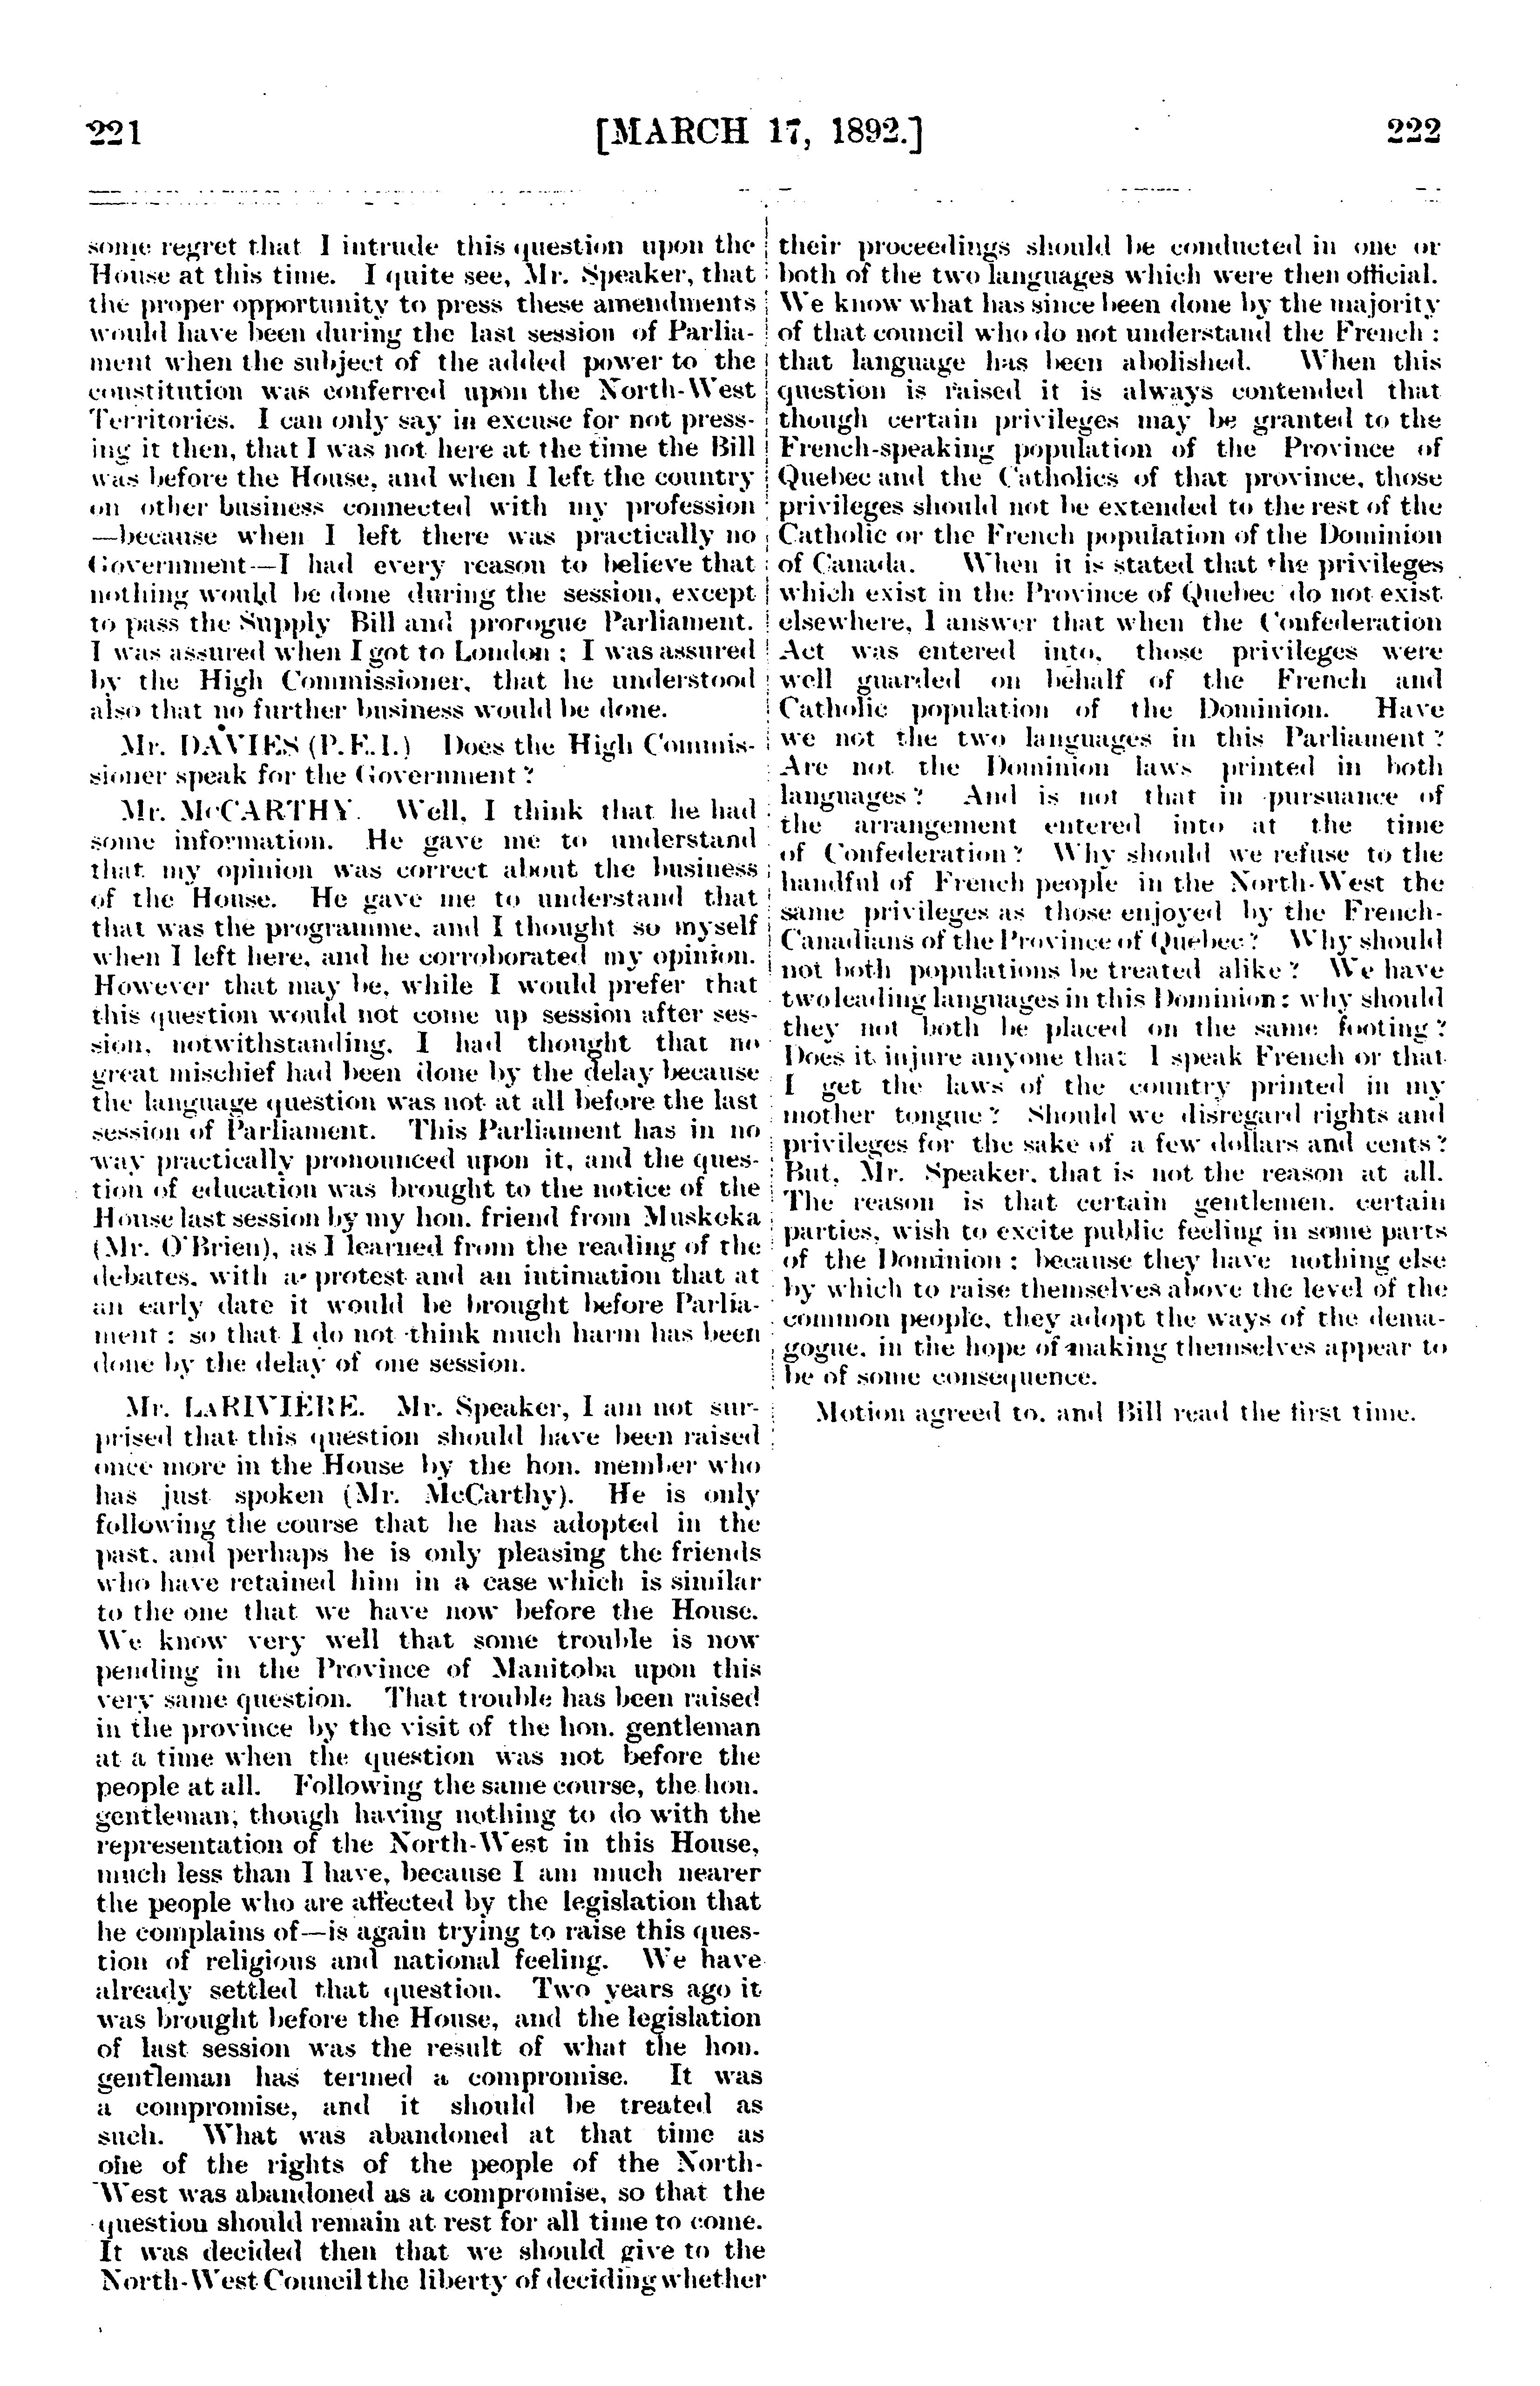 221
[MARCH 17, 1892.]
222
some regret that I intrude this question upon the
House at this time. I quite see, Mr. Speaker, that
the proper opportunity to press these amendments
would have been during the last session of Parlia-
ment when the subject of the added power to the
constitution was conferred upon the North-West
Territories. I can only say in excuse for not press-
ing it then, that I was not here at the time the Bill
was before the House, and when I left the country
on other business connected with my profession
—because when I left there was practically no
Government—I had every reason to believe that
nothing would be done during the session, except
to pass the Supply Bill and prorogue Parliament.
I was assured when I got to London ; I was assured
by the High Commissioner, that he understood
also that no further business would be done.
Mr. DAVIES (P.E.I.) Does the High Commis-
sioner speak for the Government ?
Mr. McCARTHY. Well, I think that he had
some information. He gave me to understand
that my opinion was correct about the business
of the House. He gave me to understand that
that was the programme, and I thought so myself
when I left here, and he corroborated my opinion.
However that may be, while I would prefer that
this question would not come up session after ses-
sion, notwithstanding, I had thought that no
great mischief had been done by the delay because
the language question was not at all before the last
session of Parliament. This Parliament has in no
way practically pronounced upon it, and the ques-
tion of education was brought to the notice of the
House last session by my hon. friend from Muskoka
(Mr. O'Brien), as I learned from the reading of the
debates, with a protest and an intimation that at
an early date it would be brought before Parlia-
ment ; so that I do not think much harm has been
done by the delay of one session.
Mr. LARIVIÈRE. Mr. Speaker, I am not sur-
prised that this question should have been raised
once more in the House by the hon. member who
has just spoken (Mr. McCarthy). He is only
following the course that he has adopted in the
past, and perhaps he is only pleasing the friends
who have retained him in a case which is similar
to the one that we have now before the House.
We know very well that some trouble is now
pending in the Province of Manitoba upon this
very same question. That trouble has been raised
in the province by the visit of the hon. gentleman
at a time when the question was not before the
people at all. Following the same course, the hon.
gentleman, though having nothing to do with the
representation of the North-West in this House,
much less than I have, because I am much nearer
the people who are affected by the legislation that
he complains of—is again trying to raise this ques-
tion of religious and national feeling. We have
already settled that question. Two years ago it
was brought before the House, and the legislation
of last session was the result of what the hon.
gentleman has termed a compromise. It was
a compromise, and it should be treated as
such. What was abandoned at that time as
one of the rights of the people of the North-
West was abandoned as a compromise, so that the
question should remain at rest for all time to come.
It was decided then that we should give to the
North-West Council the liberty of deciding whether
their proceedings should be conducted in one or
both of the two languages which were then official.
We know what has since been done by the majority
of that council who do not understand the French ;
that language has been abolished. When this
question is raised it is always contended that
though certain privileges may be granted to the
French-speaking population of the Province of
Quebec and the Catholics of that province, those
privileges should not be extended to the rest of the
Catholic or the French population of the Dominion
of Canada. When it is stated that the privileges
which exist in the Province of Quebec do not exist
elsewhere, I answer that when the Confederation
Act was entered into, those privileges were
well guarded on behalf of the French and
Catholic population of the Dominion. Have
we not the two languages in this Parliament ?
Are not the Dominion laws printed in both
languages ? And is not that in pursuance of
the arrangement entered into at the time
of Confederation ? Why should we refuse to the
handful of French people in the North-West the
same privileges as those enjoyed by the French-
Canadians of the Province of Quebec ? Why should
not both populations be treated alike ? We have
two leading languages in this Dominion ; why should
they not both be placed on the same footing ?
Does it injure anyone that I speak French or that
I get the laws of the country printed in my
mother tongue ? Should we disregard rights and
privileges for the sake of a few dollars and cents ?
But, Mr. Speaker, that is not the reason at all.
The reason is that certain gentlemen, certain
parties, wish to excite public feeling in some parts
of the Dominion ; because they have nothing else
by which to raise themselves above the level of the
common people, they adopt the ways of the dema-
gogue, in the hope of making themselves appear to
be of some consequence.
Motion agreed to, and Bill read the first time.